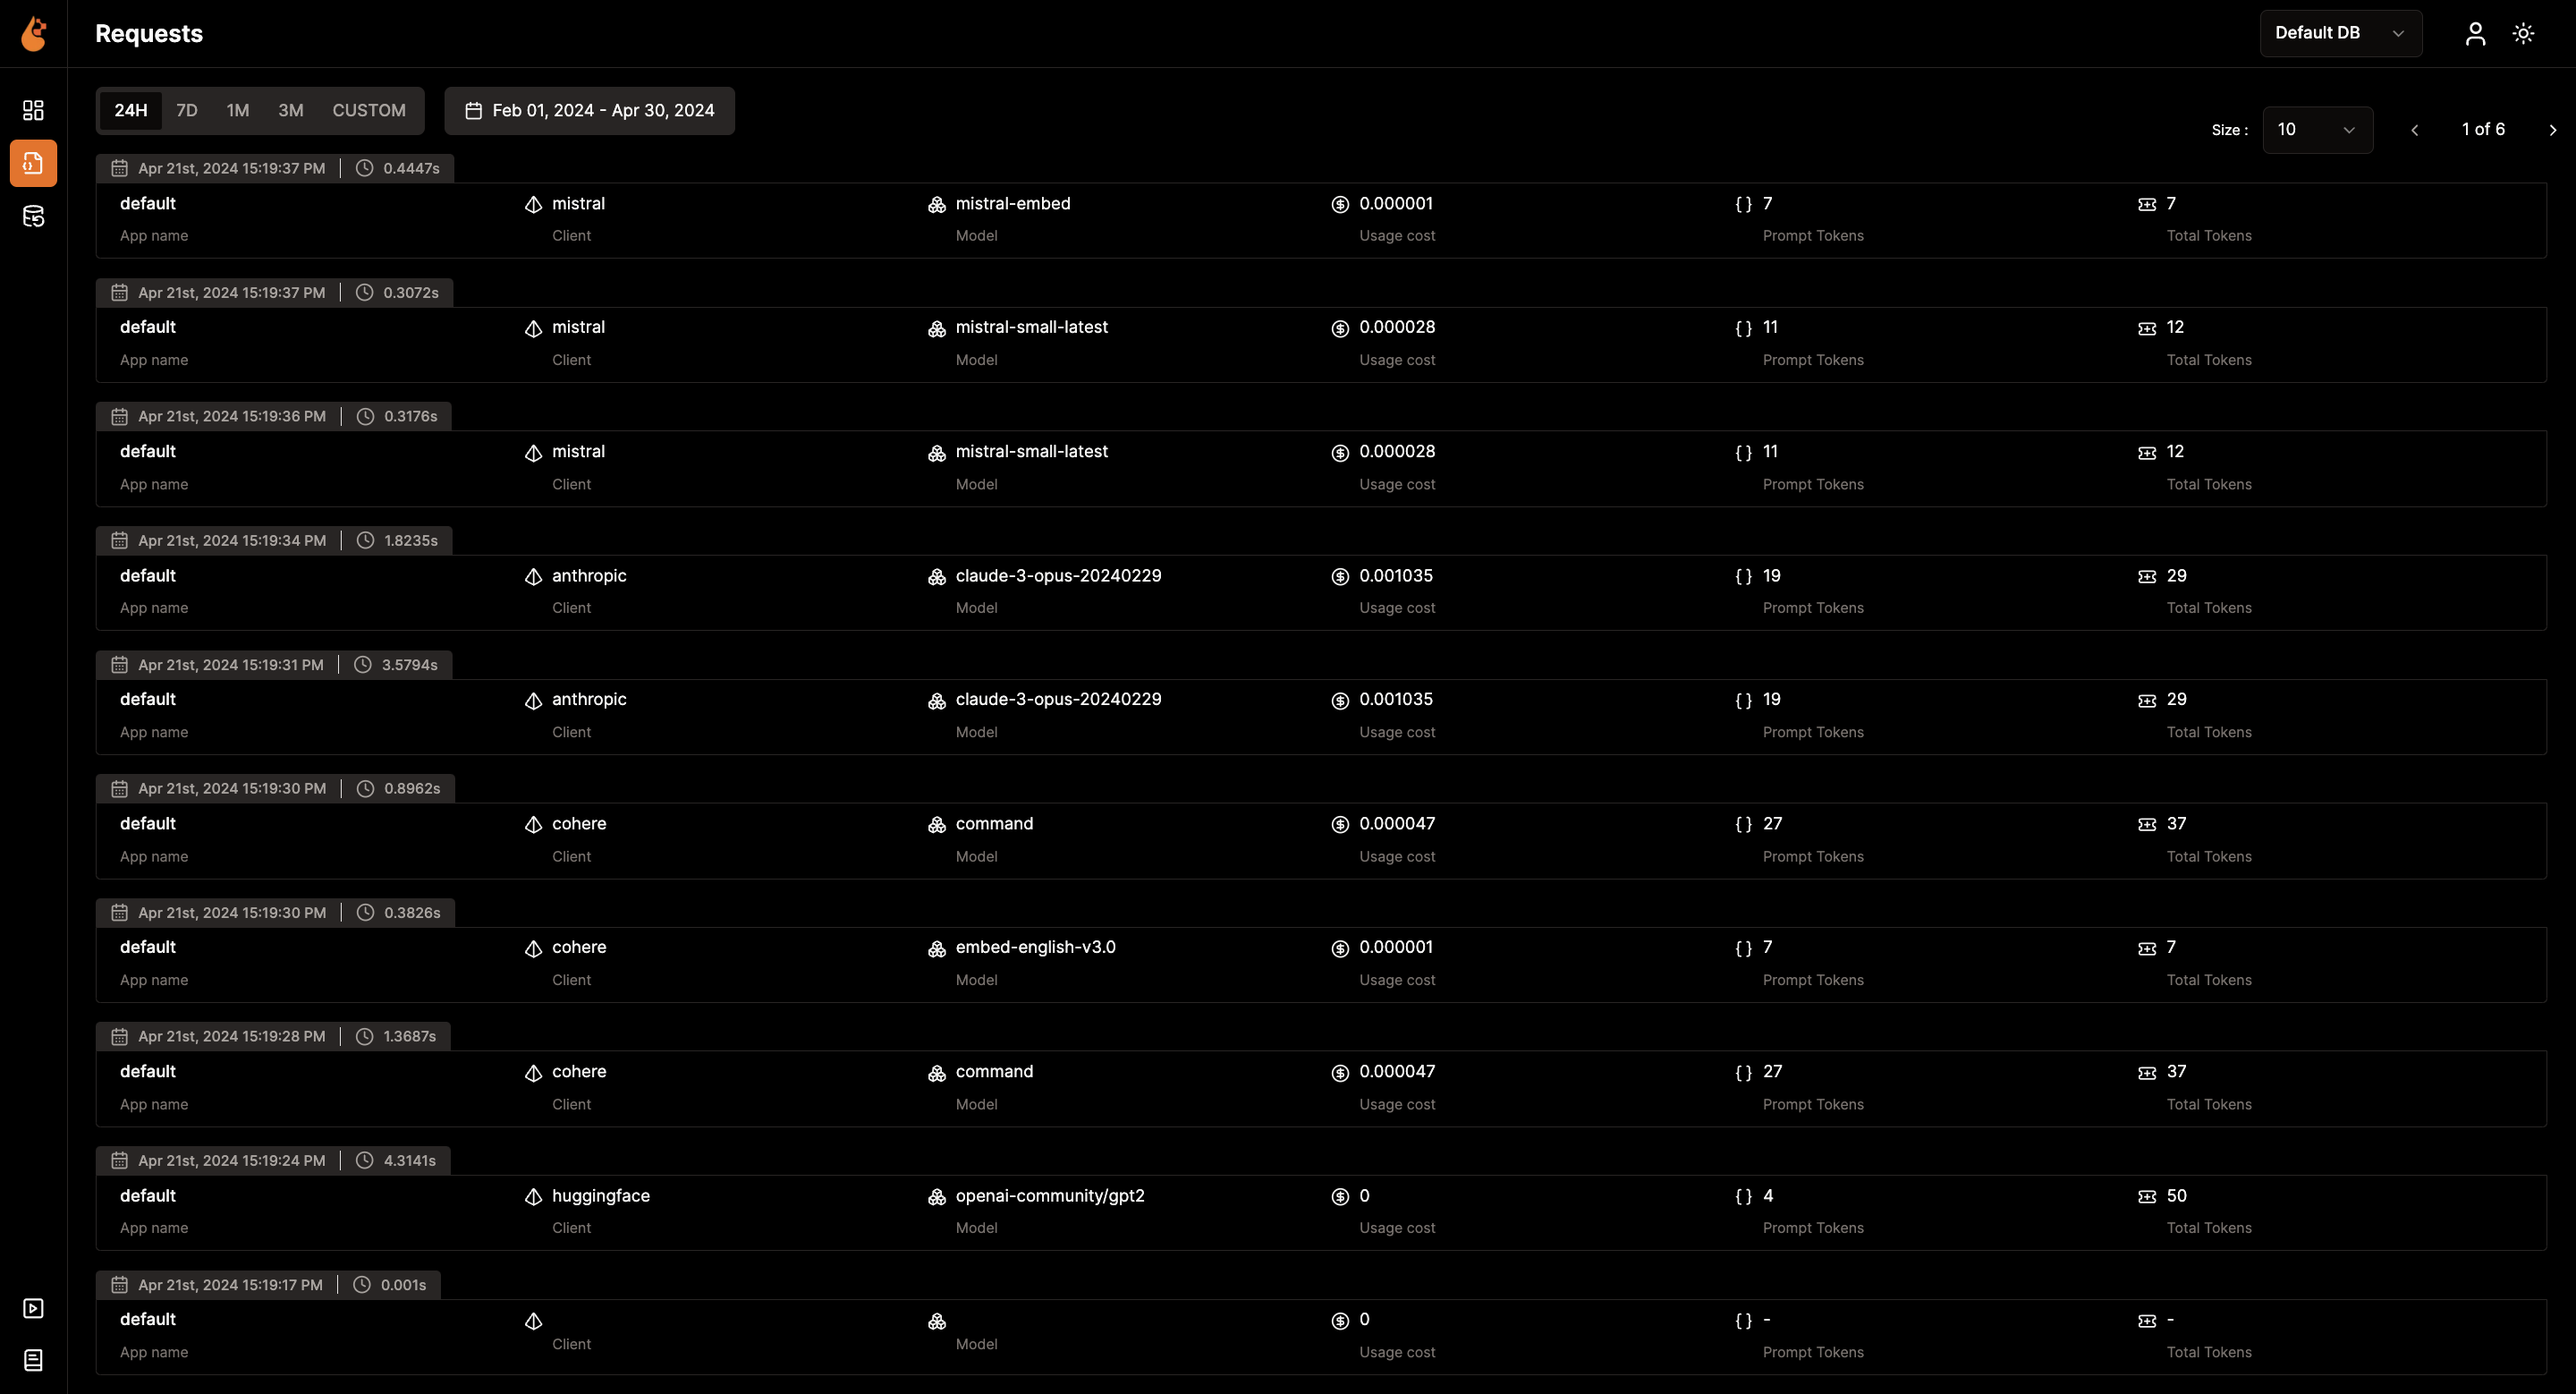 Requests
Default DB
24H 7D 1M 3M CUSTOM
Feb 01, 2024 - Apr 30, 2024
Size : 10 1 of 6
Apr 21st, 2024 15:19:37 PM | 0.4447s
default mistral mistral-embed 0.000001 { } 7 7
App name Client Model Usage cost Prompt Tokens Total Tokens
Apr 21st, 2024 15:19:37 PM | 0.3072s
default mistral mistral-small-latest 0.000028 { } 11 12
App name Client Model Usage cost Prompt Tokens Total Tokens
Apr 21st, 2024 15:19:36 PM | 0.3176s
default mistral mistral-small-latest 0.000028 { } 11 12
App name Client Model Usage cost Prompt Tokens Total Tokens
Apr 21st, 2024 15:19:34 PM | 1.8235s
default anthropic claude-3-opus-20240229 0.001035 { } 19 29
App name Client Model Usage cost Prompt Tokens Total Tokens
Apr 21st, 2024 15:19:31 PM | 3.5794s
default anthropic claude-3-opus-20240229 0.001035 { } 19 29
App name Client Model Usage cost Prompt Tokens Total Tokens
Apr 21st, 2024 15:19:30 PM | 0.8962s
default cohere command 0.000047 { } 27 37
App name Client Model Usage cost Prompt Tokens Total Tokens
Apr 21st, 2024 15:19:30 PM | 0.3826s
default cohere embed-english-v3.0 0.000001 { } 7 7
App name Client Model Usage cost Prompt Tokens Total Tokens
Apr 21st, 2024 15:19:28 PM | 1.3687s
default cohere command 0.000047 { } 27 37
App name Client Model Usage cost Prompt Tokens Total Tokens
Apr 21st, 2024 15:19:24 PM | 4.3141s
default huggingface openai-community/gpt2 0 { } 4 50
App name Client Model Usage cost Prompt Tokens Total Tokens
Apr 21st, 2024 15:19:17 PM | 0.001s
default 0 { } - -
App name Client Model Usage cost Prompt Tokens Total Tokens